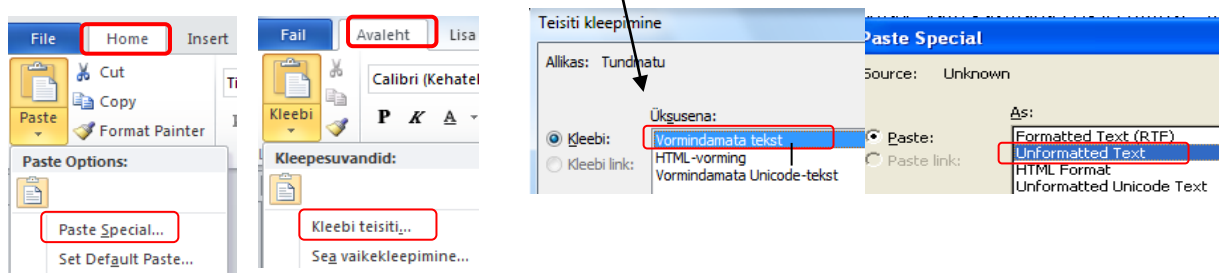 File Home Insert
Cut
Copy
Paste
Format Painter
Paste Options:
Paste Special...
Set Default Paste...
Fail Avaleht Lisa
Calibri (Kehatel
Kleebi
P K A
Kleepesuvandid:
Kleebi teisiti...
Sea vaikekleepimine...
Teisiti kleepimine
Allikas: Tundmatu
Üksusena:
Kleebi:
Kleebi link:
Vormindamata tekst
HTML-vorming
Vormindamata Unicode-tekst
Paste Special
Source: Unknown
As:
Paste:
Paste link:
Formatted Text (RTF)
Unformatted Text
HTML Format
Unformatted Unicode Text